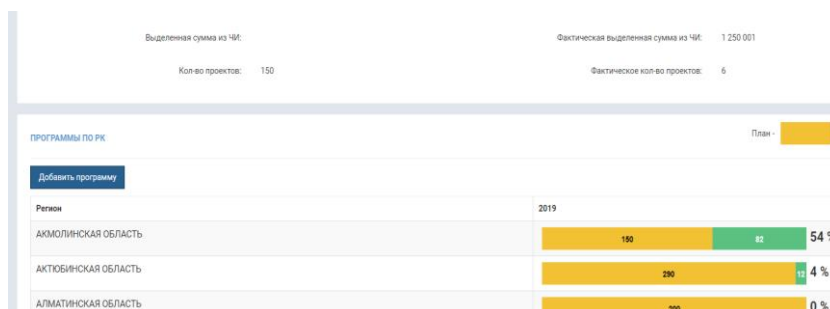 Выделенная сумма из ЧИ: Фактическая выделенная сумма из ЧИ: 1 250 001
Кол-во проектов: 150 Фактическое кол-во проектов: 6
ПРОГРАММЫ ПО РК План -
Добавить программу
Регион 2019
АКМОЛИНСКАЯ ОБЛАСТЬ 150 82 54 %
АКТЮБИНСКАЯ ОБЛАСТЬ 290 12 4 %
АЛМАТИНСКАЯ ОБЛАСТЬ 0 %